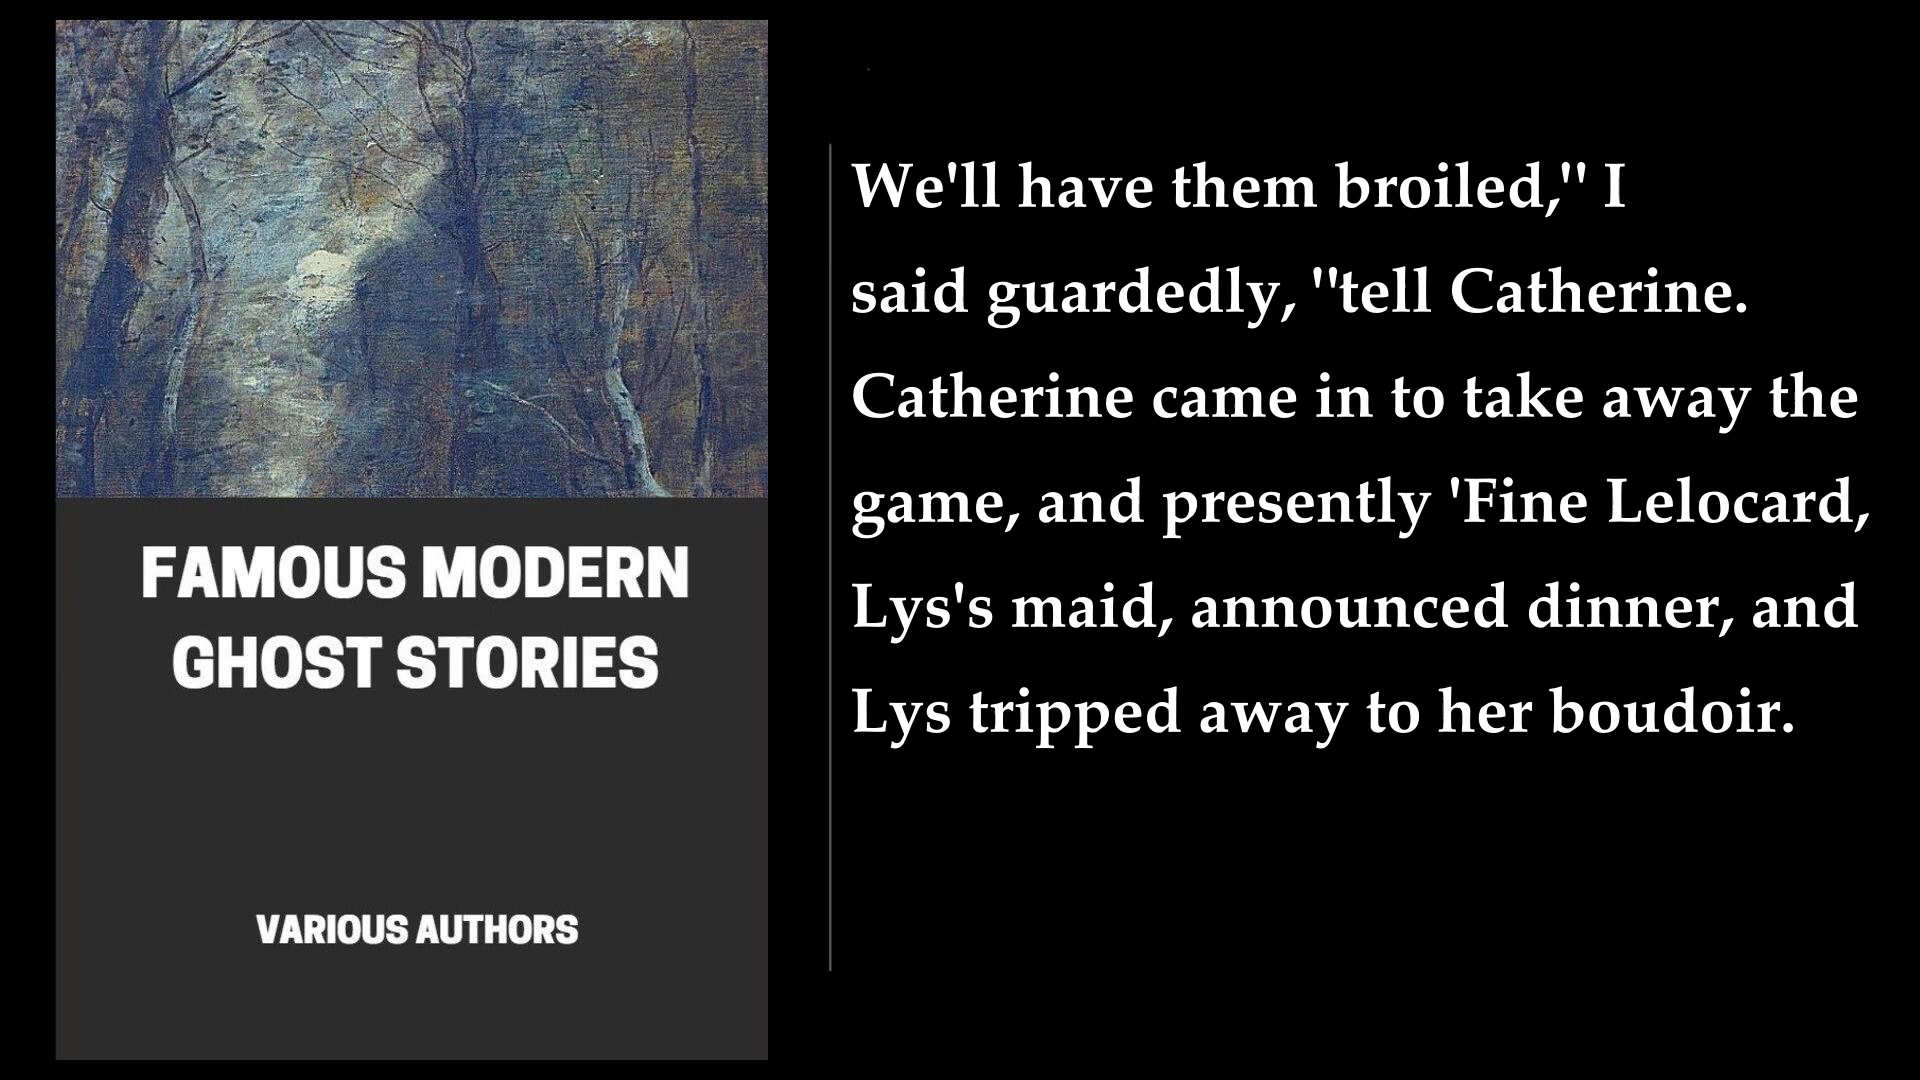 FAMOUS MODERN
GHOST STORIES
VARIOUS AUTHORS
We'll have them broiled," I
said guardedly, "tell Catherine.
Catherine came in to take away the
game, and presently 'Fine Lelocard,
Lys's maid, announced dinner, and
Lys tripped away to her boudoir.